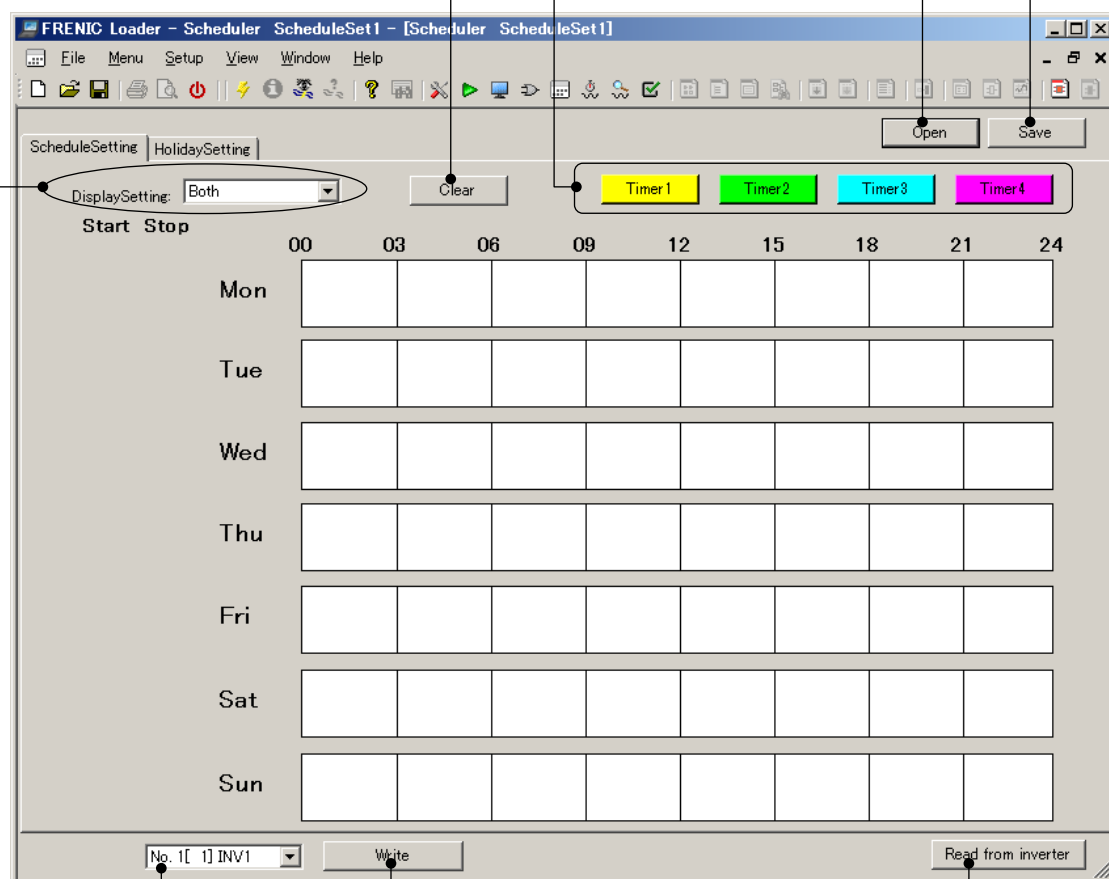 FRENIC Loader - Scheduler ScheduleSet1 - [Scheduler ScheduleSet1]
File Menu Setup View Window Help
Open Save
ScheduleSetting HolidaySetting
DisplaySetting: Both Clear Timer1 Timer2 Timer3 Timer4
Start Stop
00 03 06 09 12 15 18 21 24
Mon
Tue
Wed
Thu
Fri
Sat
Sun
No. 1[ 1] INV1 Write Read from inverter